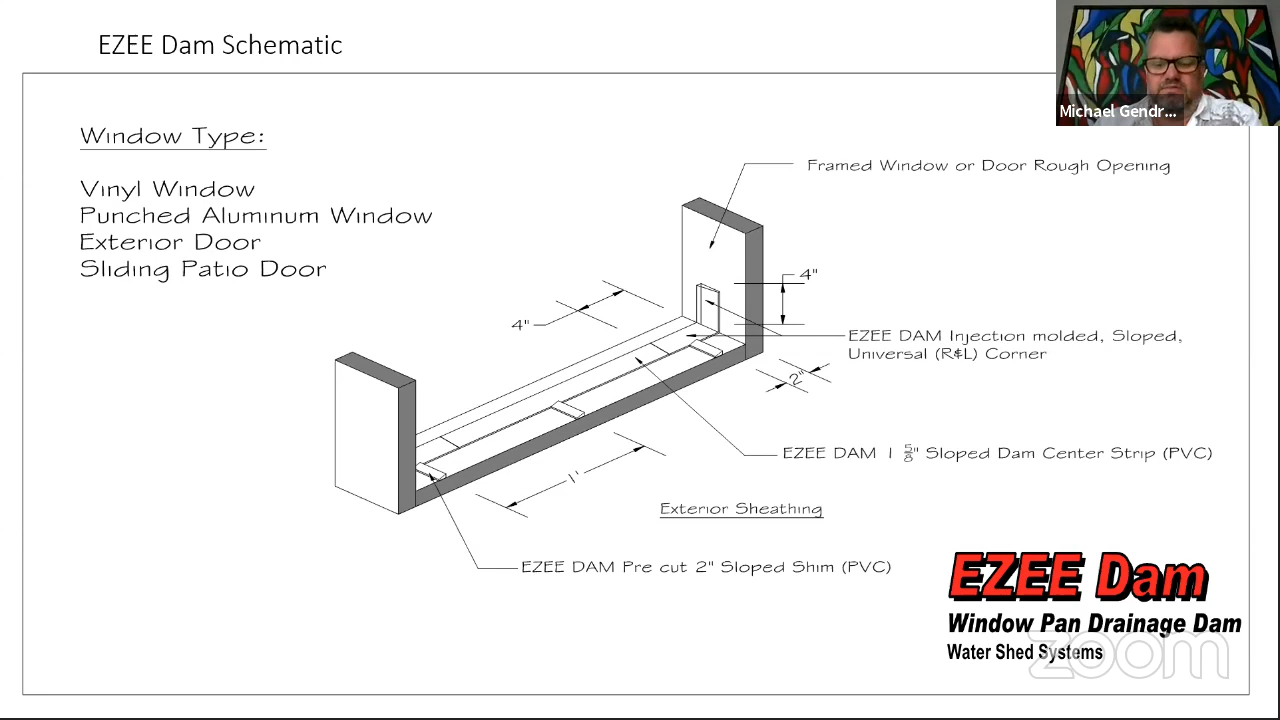 EZEE Dam Schematic
Michael Gendr...
Window Type:
Vinyl Window
Punched Aluminum Window
Exterior Door
Sliding Patio Door
Framed Window or Door Rough Opening
4"
4"
EZEE DAM Injection molded, Sloped,
Universal (R&L) Corner
2"
EZEE DAM 1 5/8" Sloped Dam Center Strip (PVC)
1'
Exterior Sheathing
EZEE DAM Pre cut 2" Sloped Shim (PVC)
EZEE Dam
Window Pan Drainage Dam
Water Shed Systems
zoom